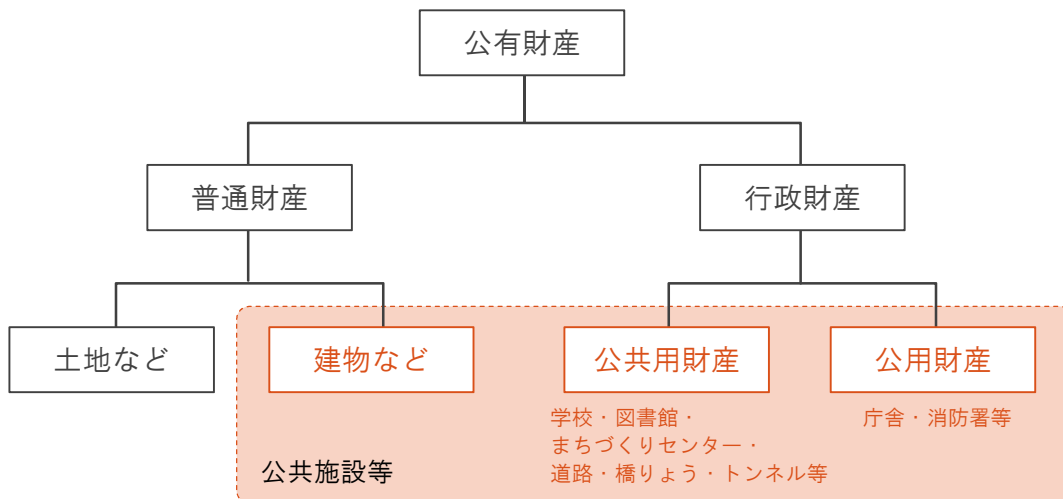 公有財産
普通財産
行政財産
土地など
建物など
公共用財産
公用財産
学校・図書館・
まちづくりセンター・
道路・橋りょう・トンネル等
庁舎・消防署等
公共施設等